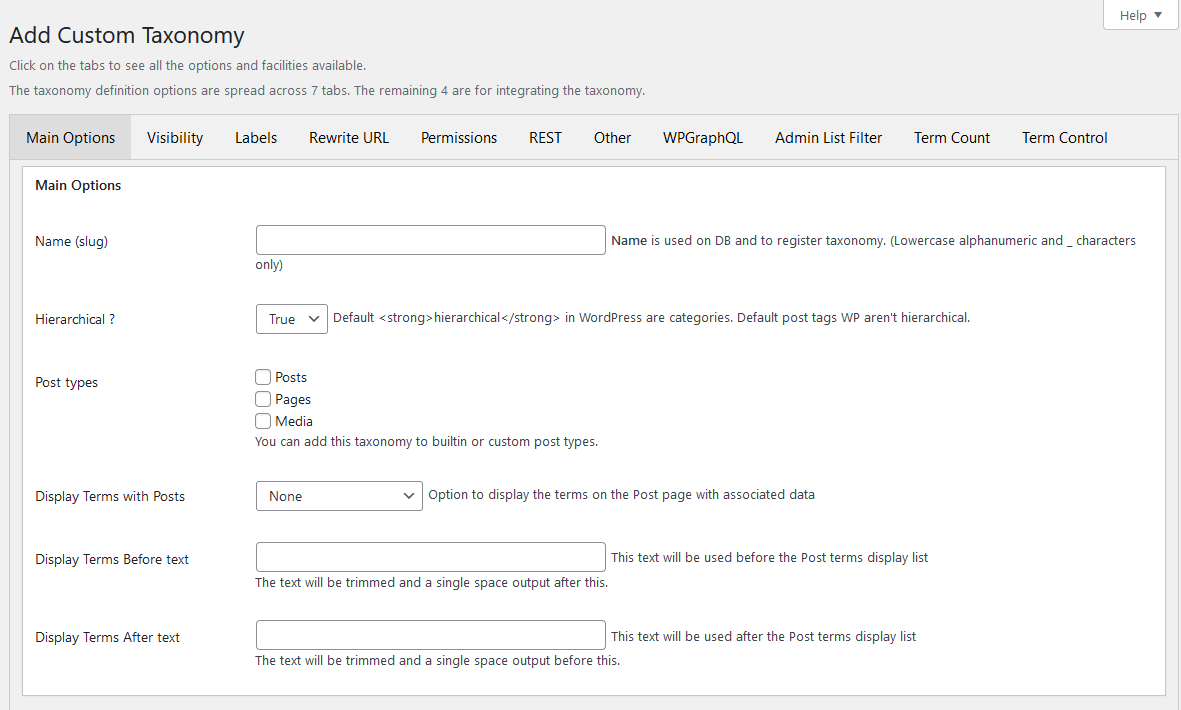 Help
Add Custom Taxonomy
Click on the tabs to see all the options and facilities available.
The taxonomy definition options are spread across 7 tabs. The remaining 4 are for integrating the taxonomy.
Main Options Visibility Labels Rewrite URL Permissions REST Other WPGraphQL Admin List Filter Term Count Term Control
Main Options
Name (slug) Name is used on DB and to register taxonomy. (Lowercase alphanumeric and _ characters
only)
Hierarchical ? True Default <strong>hierarchical</strong> in WordPress are categories. Default post tags WP aren't hierarchical.
Post types
Posts
Pages
Media
You can add this taxonomy to builtin or custom post types.
Display Terms with Posts None Option to display the terms on the Post page with associated data
Display Terms Before text This text will be used before the Post terms display list
The text will be trimmed and a single space output after this.
Display Terms After text This text will be used after the Post terms display list
The text will be trimmed and a single space output before this.